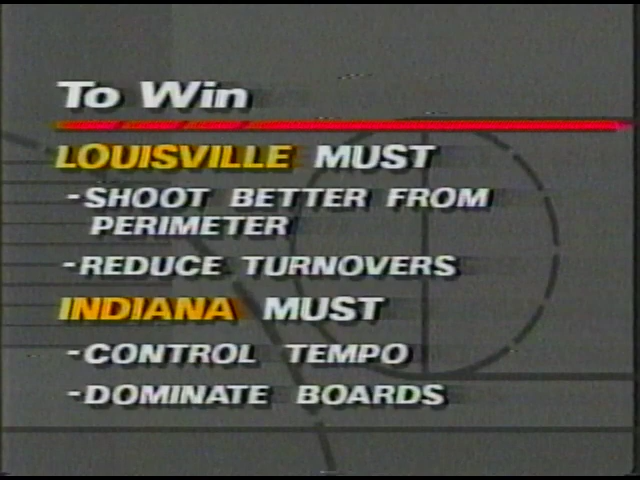 To Win
LOUISVILLE MUST
-SHOOT BETTER FROM
PERIMETER
-REDUCE TURNOVERS
INDIANA MUST
-CONTROL TEMPO
-DOMINATE BOARDS